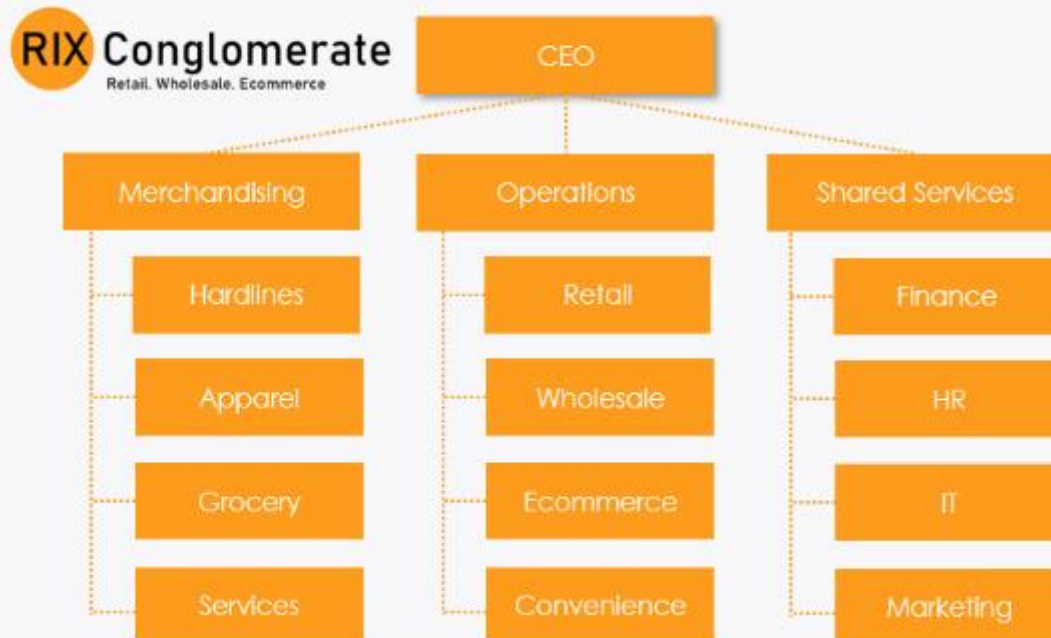 RIX Conglomerate
Retail. Wholesale. Ecommerce
CEO
Merchandising
Operations
Shared Services
Hardlines
Retail
Finance
Apparel
Wholesale
HR
Grocery
Ecommerce
IT
Services
Convenience
Marketing